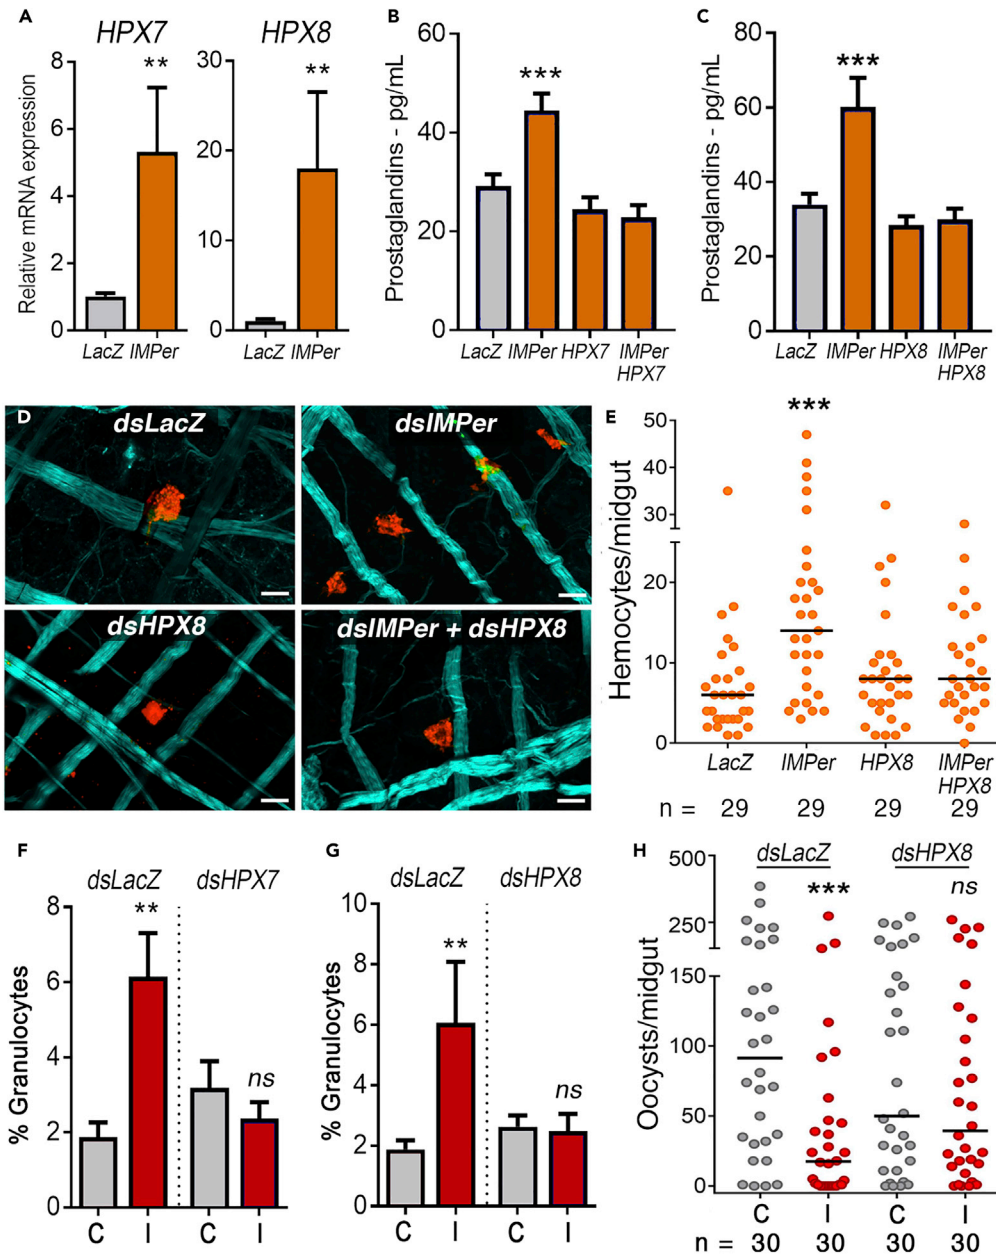 A
HPX7
HPX8
Relative mRNA expression
8
6
4
2
0
**
LacZ IMPer
30
20
10
0
**
LacZ IMPer
B
Prostaglandins - pg/mL
60
40
20
0
***
LacZ IMPer HPX7 IMPer
HPX7
C
Prostaglandins - pg/mL
80
60
40
20
0
***
LacZ IMPer HPX8 IMPer
HPX8
D
dsLacZ
dsIMPer
dsHPX8
dsIMPer + dsHPX8
E
Hemocytes/midgut
50
40
30
20
10
0
***
LacZ IMPer HPX8 IMPer
HPX8
n = 29 29 29 29
F
dsLacZ dsHPX7
% Granulocytes
8
6
4
2
0
**
ns
C I C I
G
dsLacZ dsHPX8
% Granulocytes
10
8
6
4
2
0
**
ns
C I C I
H
dsLacZ dsHPX8
Oocysts/midgut
500
250
150
100
50
0
***
ns
C I C I
n = 30 30 30 30